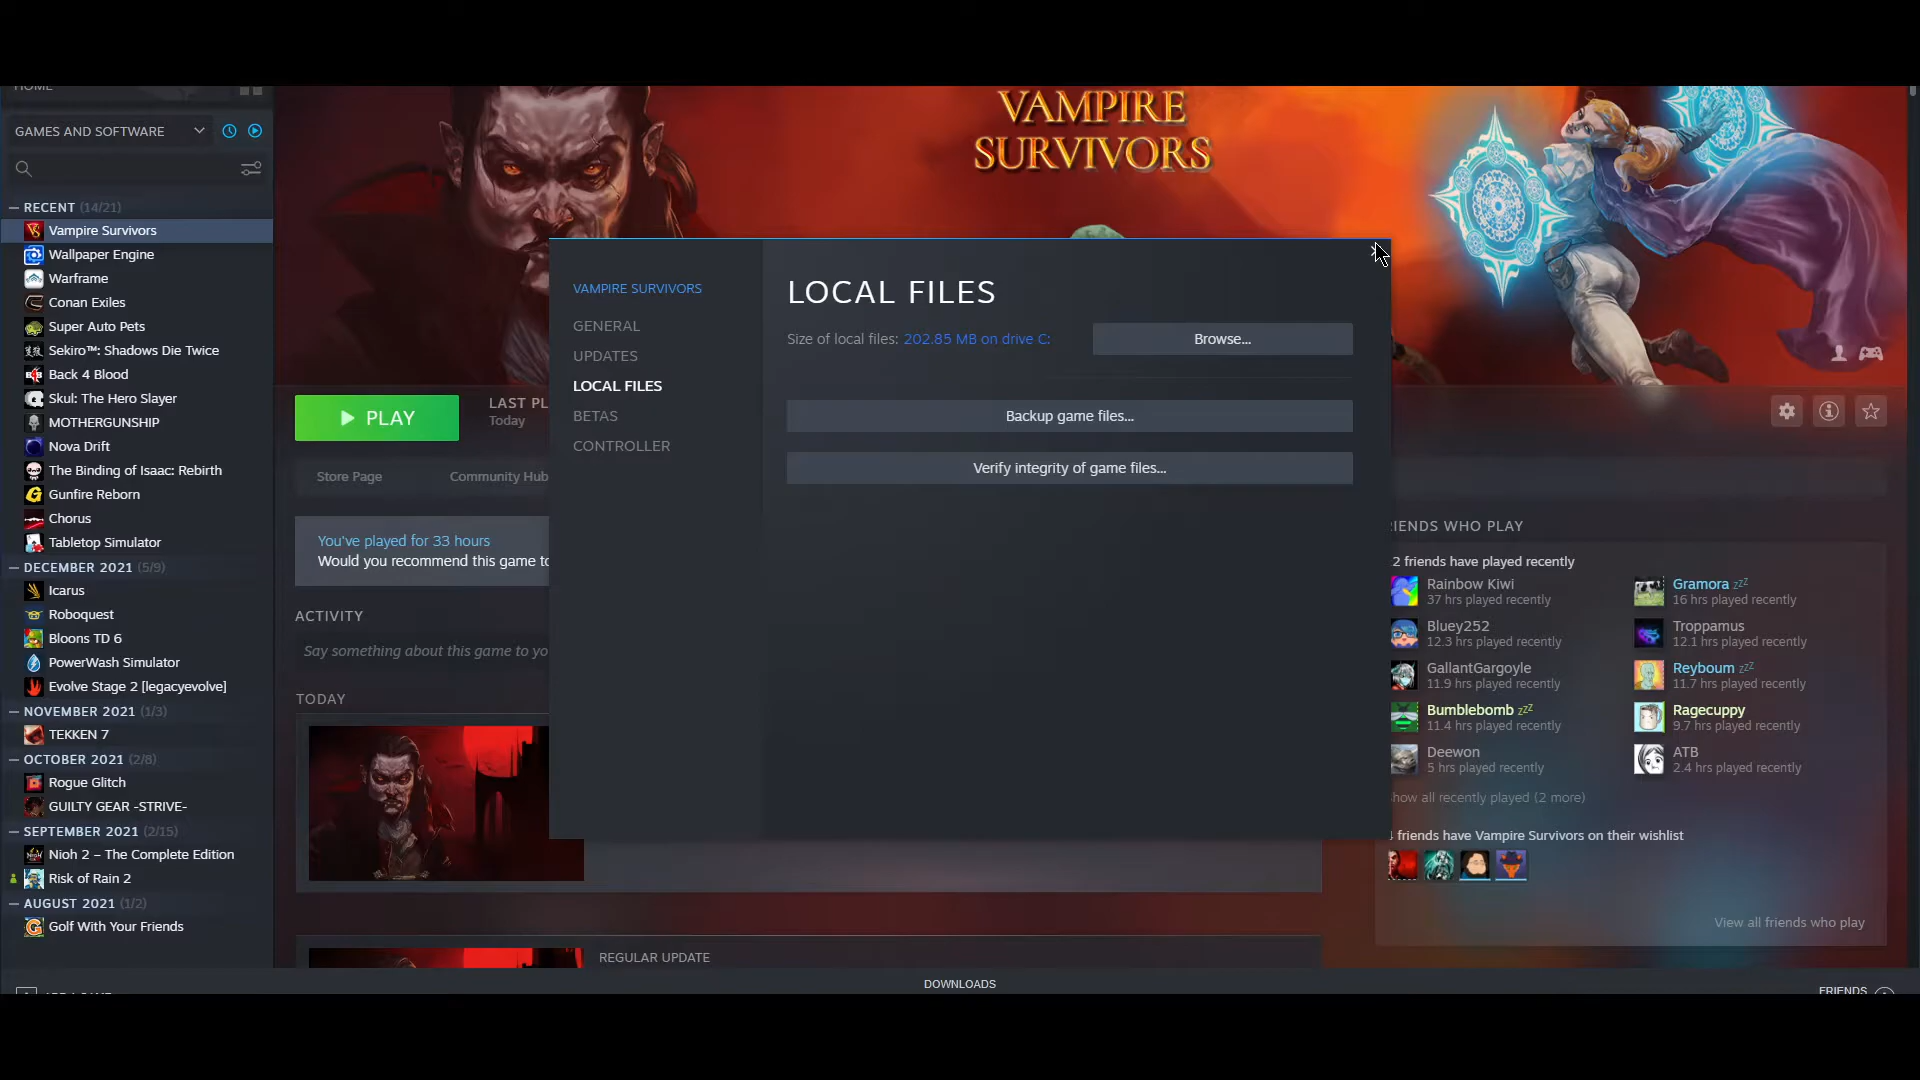 HOME
GAMES AND SOFTWARE
RECENT (14/21)
Vampire Survivors
Wallpaper Engine
Warframe
Conan Exiles
Super Auto Pets
Sekiro™: Shadows Die Twice
Back 4 Blood
Skul: The Hero Slayer
MOTHERGUNSHIP
Nova Drift
The Binding of Isaac: Rebirth
Gunfire Reborn
Chorus
Tabletop Simulator
DECEMBER 2021 (5/9)
Icarus
Roboquest
Bloons TD 6
PowerWash Simulator
Evolve Stage 2 [legacyevolve]
NOVEMBER 2021 (1/3)
TEKKEN 7
OCTOBER 2021 (2/8)
Rogue Glitch
GUILTY GEAR -STRIVE-
SEPTEMBER 2021 (2/15)
Nioh 2 – The Complete Edition
Risk of Rain 2
AUGUST 2021 (1/2)
Golf With Your Friends
VAMPIRE
SURVIVORS
PLAY
LAST PL
Today
Store Page
Community Hub
You've played for 33 hours
Would you recommend this game to
ACTIVITY
Say something about this game to yo
TODAY
REGULAR UPDATE
VAMPIRE SURVIVORS
GENERAL
UPDATES
LOCAL FILES
BETAS
CONTROLLER
LOCAL FILES
Size of local files: 202.85 MB on drive C:
Browse...
Backup game files...
Verify integrity of game files...
IENDS WHO PLAY
2 friends have played recently
Rainbow Kiwi
37 hrs played recently
Gramora zzz
16 hrs played recently
Bluey252
12.3 hrs played recently
Troppamus
12.1 hrs played recently
GallantGargoyle
11.9 hrs played recently
Reyboum zzz
11.7 hrs played recently
Bumblebomb zzz
11.4 hrs played recently
Ragecuppy
9.7 hrs played recently
Deewon
5 hrs played recently
ATB
2.4 hrs played recently
how all recently played (2 more)
friends have Vampire Survivors on their wishlist
View all friends who play
DOWNLOADS
FRIENDS